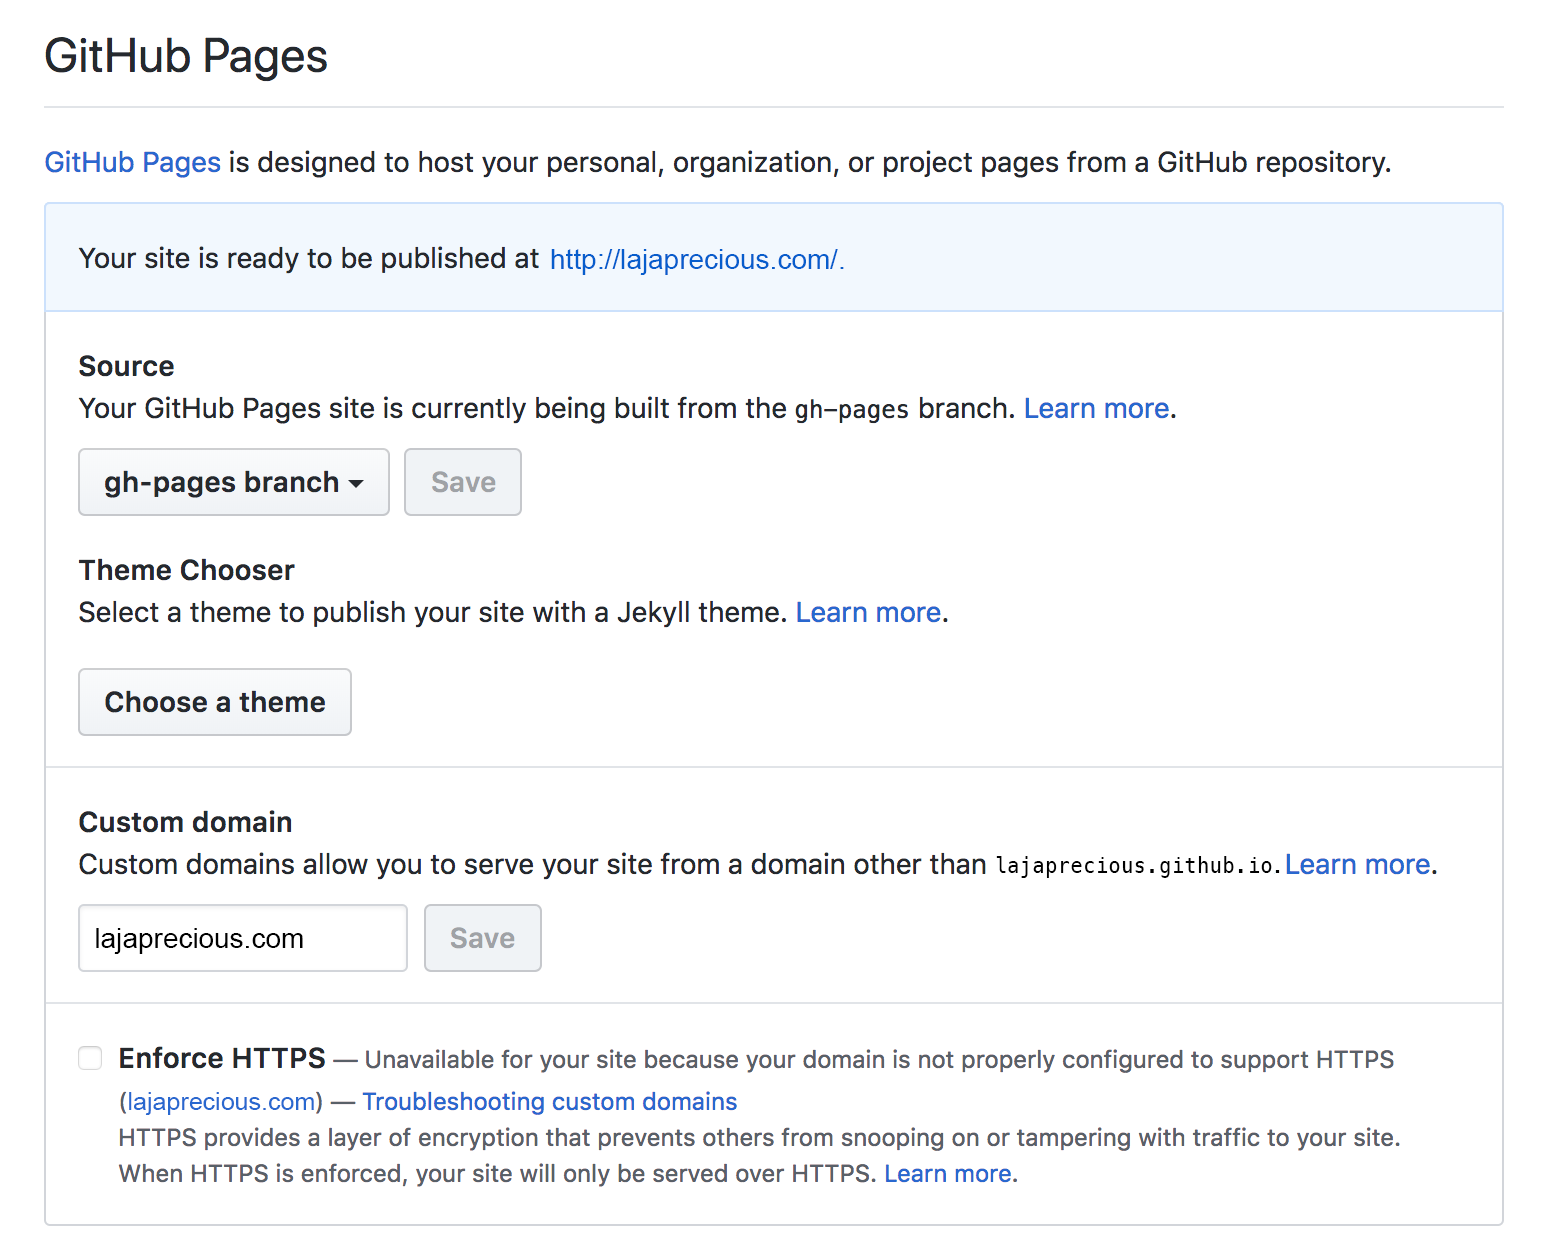 GitHub Pages
GitHub Pages is designed to host your personal, organization, or project pages from a GitHub repository.
Your site is ready to be published at http://lajaprecious.com/.
Source
Your GitHub Pages site is currently being built from the gh-pages branch. Learn more.
gh-pages branch Save
Theme Chooser
Select a theme to publish your site with a Jekyll theme. Learn more.
Choose a theme
Custom domain
Custom domains allow you to serve your site from a domain other than lajaprecious.github.io. Learn more.
lajaprecious.com Save
Enforce HTTPS — Unavailable for your site because your domain is not properly configured to support HTTPS
(lajaprecious.com) — Troubleshooting custom domains
HTTPS provides a layer of encryption that prevents others from snooping on or tampering with traffic to your site.
When HTTPS is enforced, your site will only be served over HTTPS. Learn more.